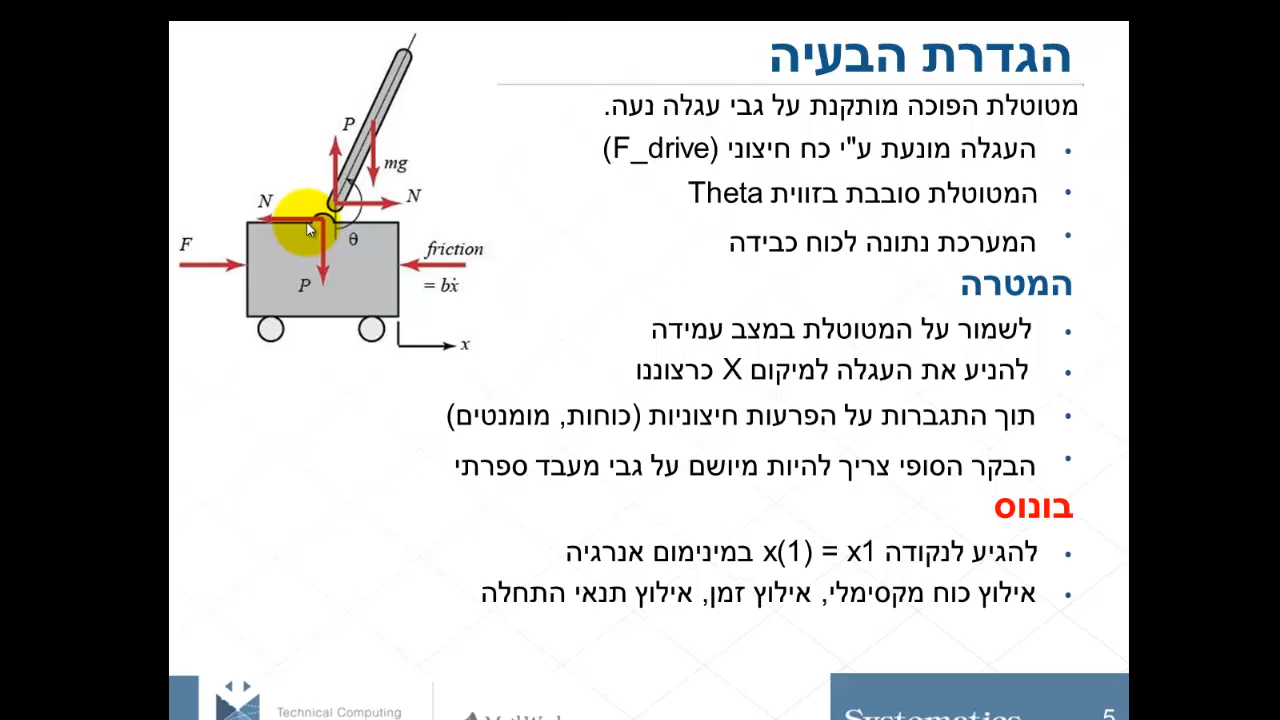 הגדרת הבעיה
מטוטלת הפוכה מותקנת על גבי עגלה נעה.
העגלה מונעת ע"י כח חיצוני (F_drive)
המטוטלת סובבת בזווית Theta
המערכת נתונה לכוח כבידה
המטרה
לשמור על המטוטלת במצב עמידה
להניע את העגלה למיקום X כרצוננו
תוך התגברות על הפרעות חיצוניות (כוחות, מומנטים)
הבקר הסופי צריך להיות מיושם על גבי מעבד ספרתי
בונוס
להגיע לנקודה x(1) = x1 במינימום אנרגיה
אילוץ כוח מקסימלי, אילוץ זמן, אילוץ תנאי התחלה
P
mg
N
N
θ
F
friction
= bẋ
P
x
Technical Computing
Systematics
5